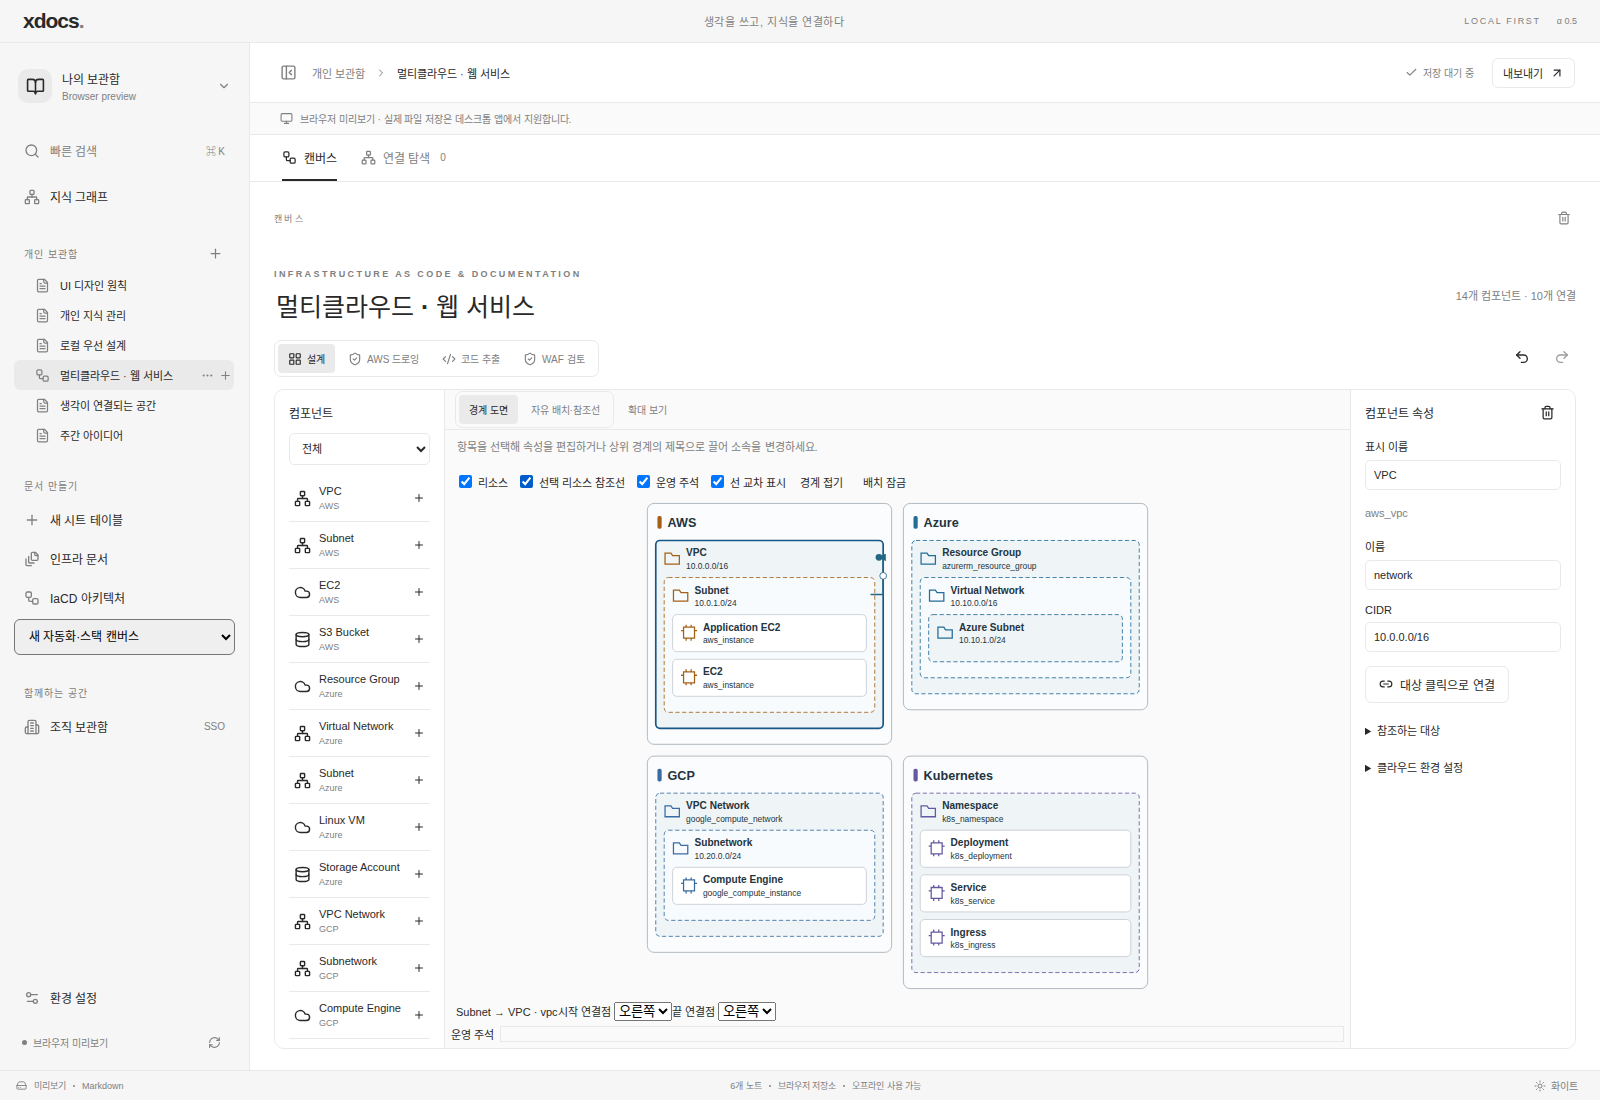 xdocs.
생각을 쓰고, 지식을 연결하다
LOCAL FIRST
α 0.5
나의 보관함
Browser preview
빠른 검색
⌘ K
지식 그래프
개인 보관함
UI 디자인 원칙
개인 지식 관리
로컬 우선 설계
멀티클라우드 · 웹 서비스
생각이 연결되는 공간
주간 아이디어
문서 만들기
새 시트 테이블
인프라 문서
IaCD 아키텍처
새 자동화·스택 캔버스
함께하는 공간
조직 보관함
SSO
환경 설정
브라우저 미리보기
개인 보관함
멀티클라우드 · 웹 서비스
저장 대기 중
내보내기
브라우저 미리보기 · 실제 파일 저장은 데스크톱 앱에서 지원합니다.
캔버스
연결 탐색 0
캔버스
INFRASTRUCTURE AS CODE & DOCUMENTATION
멀티클라우드 · 웹 서비스
14개 컴포넌트 · 10개 연결
설계
AWS 드로잉
코드 추출
WAF 검토
컴포넌트
전체
VPC
AWS
Subnet
AWS
EC2
AWS
S3 Bucket
AWS
Resource Group
Azure
Virtual Network
Azure
Subnet
Azure
Linux VM
Azure
Storage Account
Azure
VPC Network
GCP
Subnetwork
GCP
Compute Engine
GCP
경계 도면
자유 배치·참조선
확대 보기
항목을 선택해 속성을 편집하거나 상위 경계의 제목으로 끌어 소속을 변경하세요.
리소스
선택 리소스 참조선
운영 주석
선 교차 표시
경계 접기
배치 잠금
AWS
VPC
10.0.0.0/16
Subnet
10.0.1.0/24
Application EC2
aws_instance
EC2
aws_instance
Azure
Resource Group
azurerm_resource_group
Virtual Network
10.10.0.0/16
Azure Subnet
10.10.1.0/24
GCP
VPC Network
google_compute_network
Subnetwork
10.20.0.0/24
Compute Engine
google_compute_instance
Kubernetes
Namespace
k8s_namespace
Deployment
k8s_deployment
Service
k8s_service
Ingress
k8s_ingress
Subnet → VPC · vpc시작 연결점 오른쪽 끝 연결점 오른쪽
운영 주석
컴포넌트 속성
표시 이름
VPC
aws_vpc
이름
network
CIDR
10.0.0.0/16
대상 클릭으로 연결
참조하는 대상
클라우드 환경 설정
미리보기 · Markdown
6개 노트 · 브라우저 저장소 · 오프라인 사용 가능
화이트